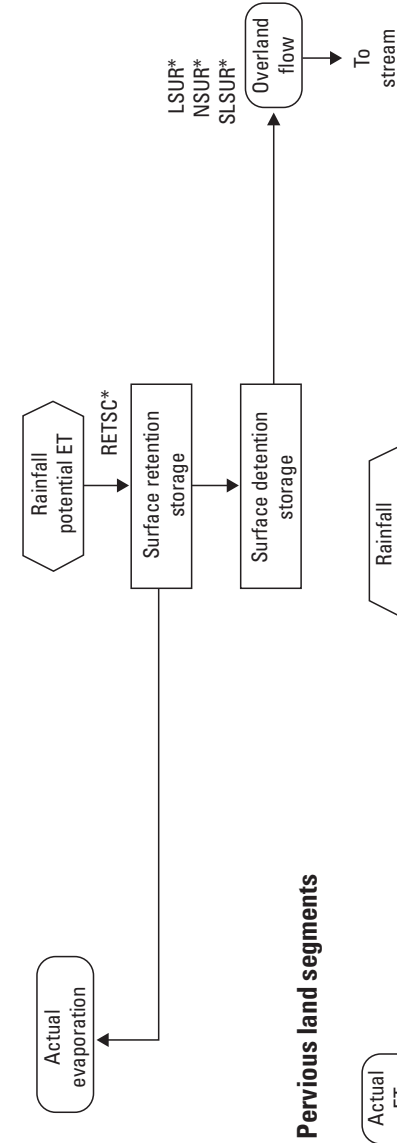 Rainfall
potential ET
RETSC*
Actual
evaporation
Surface retention
storage
Surface detention
storage
LSUR*
NSUR*
SLSUR*
Overland
flow
To
stream
Pervious land segments
Actual
ET
Rainfall